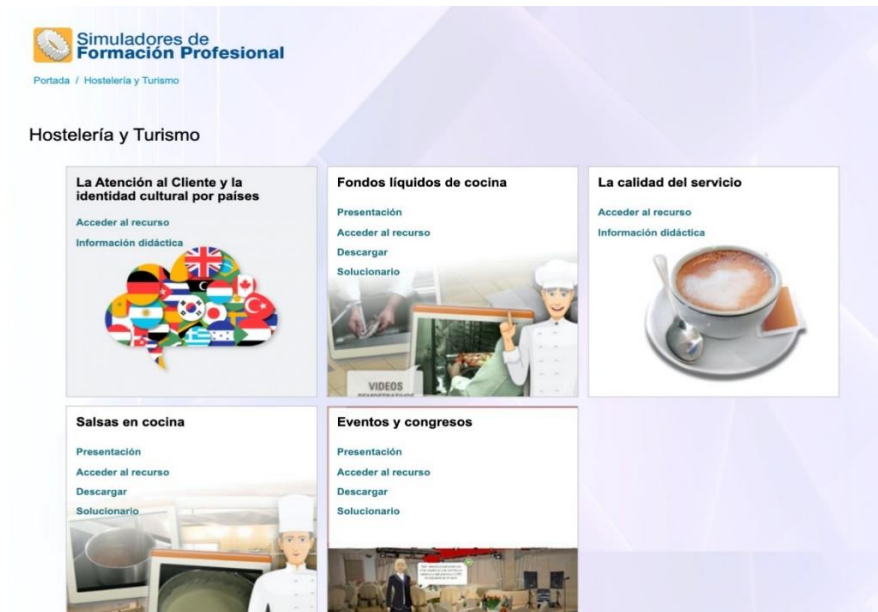 Simuladores de
Formación Profesional
Portada / Hostelería y Turismo
Hostelería y Turismo
La Atención al Cliente y la
identidad cultural por países
Acceder al recurso
Información didáctica
Fondos líquidos de cocina
Presentación
Acceder al recurso
Descargar
Solucionario
VIDEOS
DEMOSTRATIVOS
La calidad del servicio
Acceder al recurso
Información didáctica
Salsas en cocina
Presentación
Acceder al recurso
Descargar
Solucionario
Eventos y congresos
Presentación
Acceder al recurso
Descargar
Solucionario